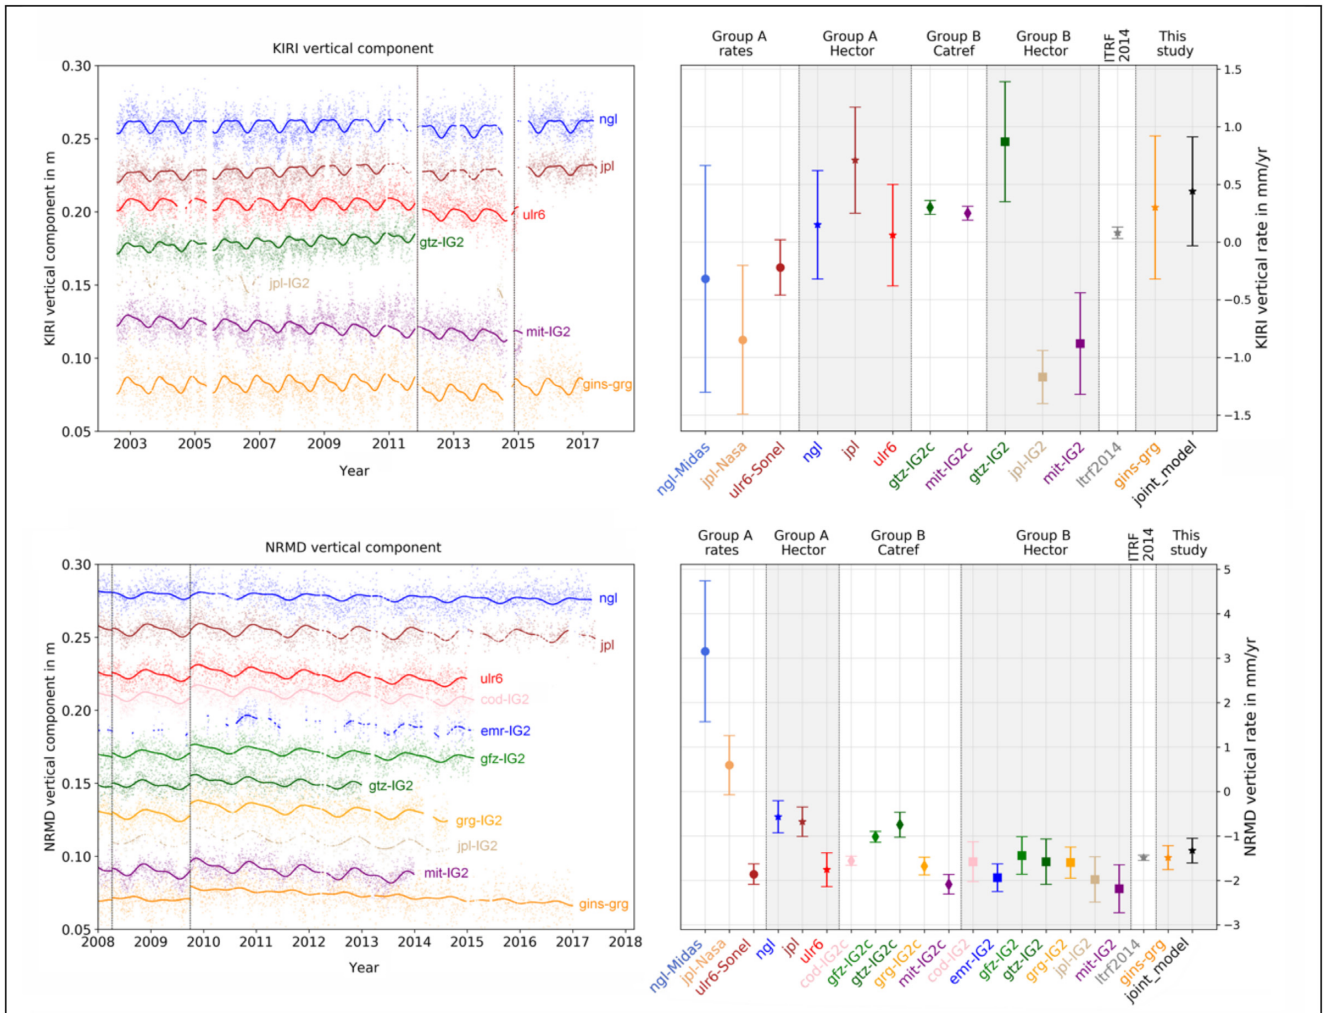 KIRI vertical component
KIRI vertical component in m
0.30
0.25
0.20
0.15
0.10
0.05
ngl
jpl
ulr6
gtz-IG2
jpl-IG2
mit-IG2
gins-grg
2003 2005 2007 2009 2011 2013 2015 2017
Year
Group A rates
Group A Hector
Group B Catref
Group B Hector
ITRF 2014
This study
1.5
1.0
0.5
0.0
−0.5
−1.0
−1.5
KIRI vertical rate in mm/yr
ngl-Midas
jpl-Nasa
ulr6-Sonel
ngl
jpl
ulr6
gtz-IG2c
mit-IG2c
gtz-IG2
jpl-IG2
mit-IG2
Itrf2014
gins-grg
joint_model
NRMD vertical component
NRMD vertical component in m
0.30
0.25
0.20
0.15
0.10
0.05
ngl
jpl
ulr6
cod-IG2
emr-IG2
gfz-IG2
gtz-IG2
grg-IG2
jpl-IG2
mit-IG2
gins-grg
2008 2009 2010 2011 2012 2013 2014 2015 2016 2017 2018
Year
Group A rates
Group A Hector
Group B Catref
Group B Hector
ITRF 2014
This study
5
4
3
2
1
0
−1
−2
−3
NRMD vertical rate in mm/yr
ngl-Midas
jpl-Nasa
ulr6-Sonel
ngl
jpl
ulr6
cod-IG2c
gfz-IG2c
gtz-IG2c
grg-IG2c
mit-IG2c
cod-IG2
emr-IG2
gfz-IG2
gtz-IG2
grg-IG2
jpl-IG2
mit-IG2
Itrf2014
gins-grg
joint_model